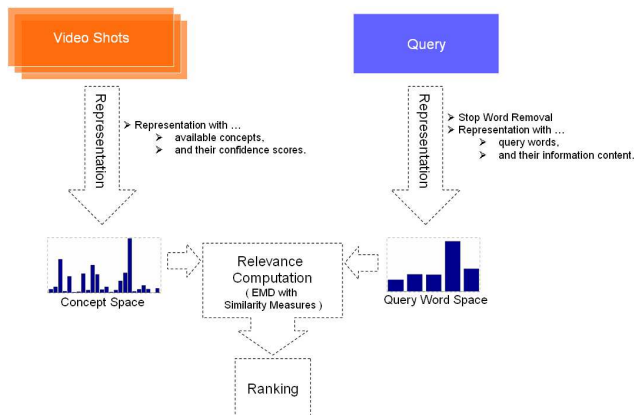 Video Shots
Query
Representation
➢ Representation with ...
➢ available concepts,
➢ and their confidence scores.
Representation
➢ Stop Word Removal
➢ Representation with ...
➢ query words,
➢ and their information content.
Concept Space
Relevance
Computation
( EMD with
Similarity Measures )
Query Word Space
Ranking